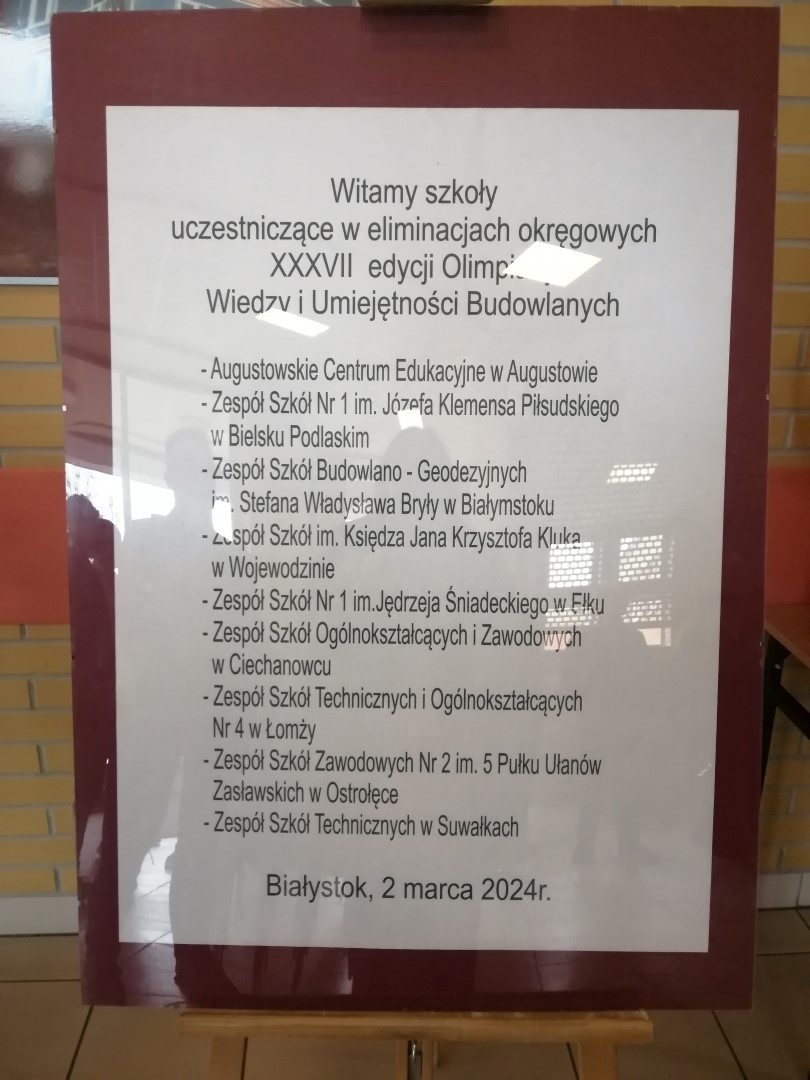 Witamy szkoły
uczestniczące w eliminacjach okręgowych
XXXVII edycji
Wiedzy i Umiejętności Budowlanych
- Augustowskie Centrum Edukacyjne w Augustowie
- Zespół Szkół Nr 1 im. Józefa Klemensa Piłsudskiego
w Bielsku Podlaskim
- Zespół Szkół Budowlano - Geodezyjnych
im. Stefana Władysława Bryły w Białymstoku
- Zespół Szkół im. Księdza Jana Krzysztofa Kluka
w Wojewodzinie
- Zespół Szkół Nr 1 im.Jędrzeja Śniadeckiego w Ełku
- Zespół Szkół Ogólnokształcących i Zawodowych
w Ciechanowcu
- Zespół Szkół Technicznych i Ogólnokształcących
Nr 4 w Łomży
- Zespół Szkół Zawodowych Nr 2 im. 5 Pułku Ułanów
Zasławskich w Ostrołęce
- Zespół Szkół Technicznych w Suwałkach
Białystok, 2 marca 2024r.